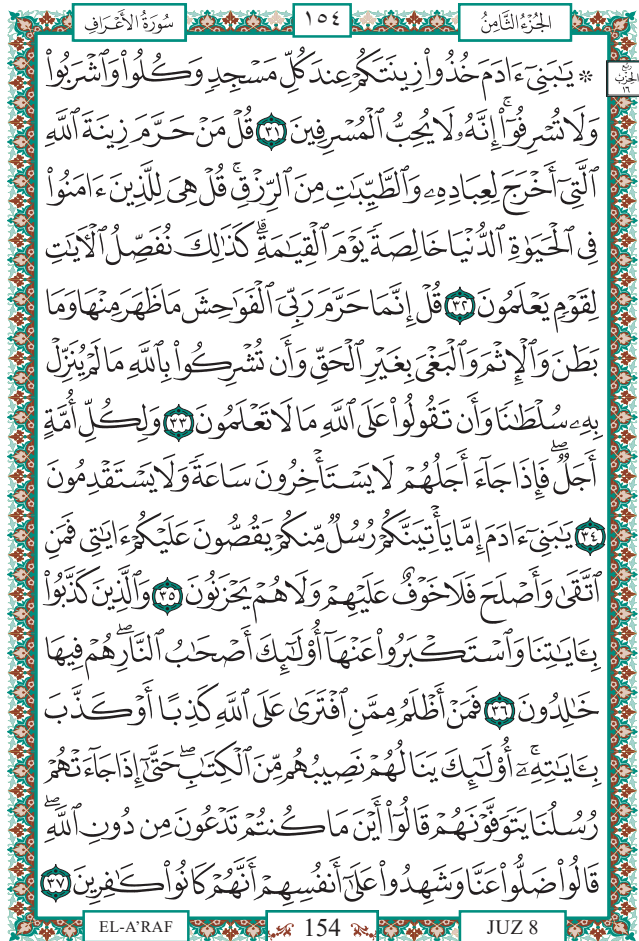 سُورَةُ الأَعْرَافِ ١٥٤ الجُزْءُ الثَّامِنُ
۞ يَـٰبَنِىٓ ءَادَمَ خُذُوا۟ زِينَتَكُمْ عِندَ كُلِّ مَسْجِدٍ وَكُلُوا۟ وَٱشْرَبُوا۟
ربع الحزب ١٦
وَلَا تُسْرِفُوٓا۟ ۚ إِنَّهُۥ لَا يُحِبُّ ٱلْمُسْرِفِينَ ٣١ قُلْ مَنْ حَرَّمَ زِينَةَ ٱللَّهِ
ٱلَّتِىٓ أَخْرَجَ لِعِبَادِهِۦ وَٱلطَّيِّبَـٰتِ مِنَ ٱلرِّزْقِ ۚ قُلْ هِىَ لِلَّذِينَ ءَامَنُوا۟
فِى ٱلْحَيَوٰةِ ٱلدُّنْيَا خَالِصَةً يَوْمَ ٱلْقِيَـٰمَةِ ۗ كَذَٰلِكَ نُفَصِّلُ ٱلْـَٔايَـٰتِ
لِقَوْمٍ يَعْلَمُونَ ٣٢ قُلْ إِنَّمَا حَرَّمَ رَبِّىَ ٱلْفَوَٰحِشَ مَا ظَهَرَ مِنْهَا وَمَا
بَطَنَ وَٱلْإِثْمَ وَٱلْبَغْىَ بِغَيْرِ ٱلْحَقِّ وَأَن تُشْرِكُوا۟ بِٱللَّهِ مَا لَمْ يُنَزِّلْ
بِهِۦ سُلْطَـٰنًا وَأَن تَقُولُوا۟ عَلَى ٱللَّهِ مَا لَا تَعْلَمُونَ ٣٣ وَلِكُلِّ أُمَّةٍ
أَجَلٌ ۖ فَإِذَا جَآءَ أَجَلُهُمْ لَا يَسْتَأْخِرُونَ سَاعَةً وَلَا يَسْتَقْدِمُونَ
٣٤ يَـٰبَنِىٓ ءَادَمَ إِمَّا يَأْتِيَنَّكُمْ رُسُلٌ مِّنكُمْ يَقُصُّونَ عَلَيْكُمْ ءَايَـٰتِى فَمَنِ
ٱتَّقَىٰ وَأَصْلَحَ فَلَا خَوْفٌ عَلَيْهِمْ وَلَا هُمْ يَحْزَنُونَ ٣٥ وَٱلَّذِينَ كَذَّبُوا۟
بِـَٔايَـٰتِنَا وَٱسْتَكْبَرُوا۟ عَنْهَآ أُو۟لَـٰٓئِكَ أَصْحَـٰبُ ٱلنَّارِ ۖ هُمْ فِيهَا
خَـٰلِدُونَ ٣٦ فَمَنْ أَظْلَمُ مِمَّنِ ٱفْتَرَىٰ عَلَى ٱللَّهِ كَذِبًا أَوْ كَذَّبَ
بِـَٔايَـٰتِهِۦٓ ۚ أُو۟لَـٰٓئِكَ يَنَالُهُمْ نَصِيبُهُم مِّنَ ٱلْكِتَـٰبِ ۖ حَتَّىٰٓ إِذَا جَآءَتْهُمْ
رُسُلُنَا يَتَوَفَّوْنَهُمْ قَالُوٓا۟ أَيْنَ مَا كُنتُمْ تَدْعُونَ مِن دُونِ ٱللَّهِ ۖ
قَالُوا۟ ضَلُّوا۟ عَنَّا وَشَهِدُوا۟ عَلَىٰٓ أَنفُسِهِمْ أَنَّهُمْ كَانُوا۟ كَـٰفِرِينَ ٣٧
EL-A'RAF 154 JUZ 8